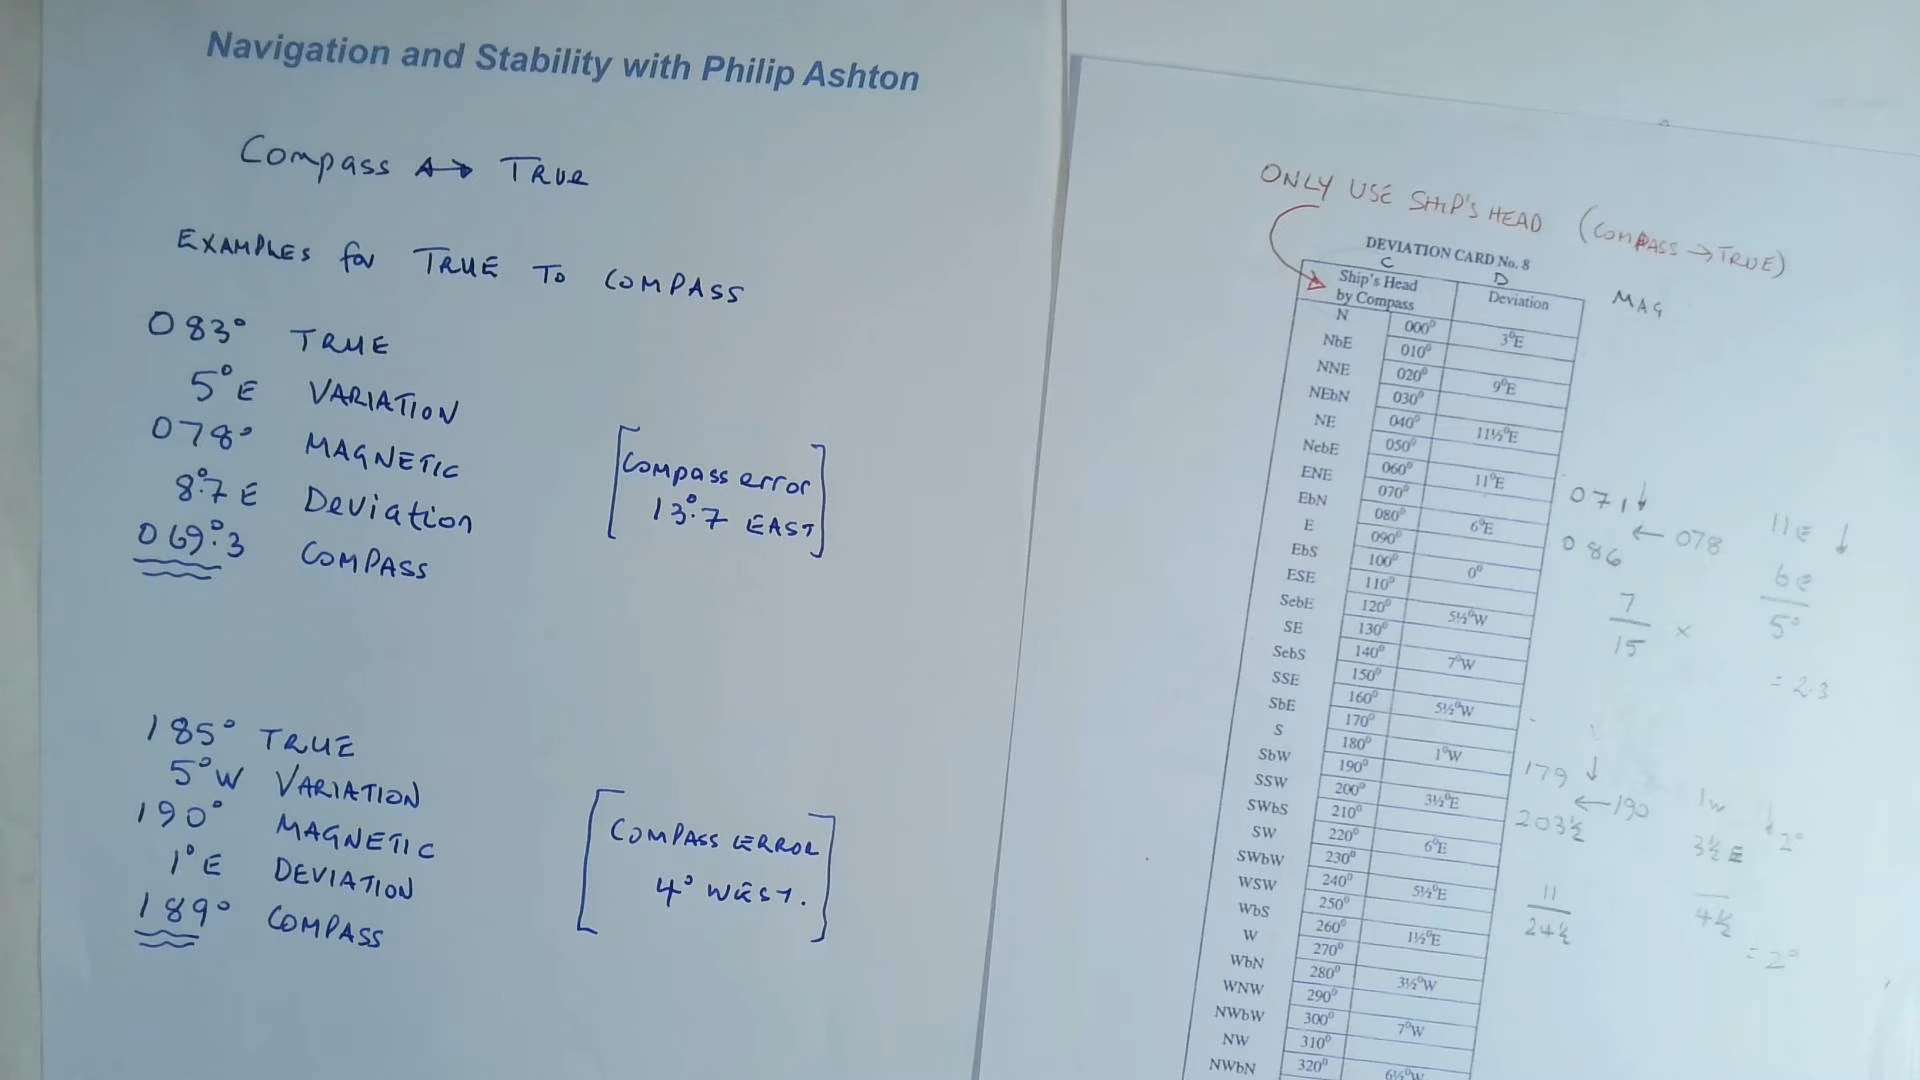 Navigation and Stability with Philip Ashton
Compass ↔ TRUE
EXAMPLES for TRUE TO COMPASS
083° TRUE
5°E VARIATION
078° MAGNETIC
8°.7 E Deviation
069°.3 COMPASS
[Compass error
13°.7 EAST]
185° TRUE
5°W VARIATION
190° MAGNETIC
1°E DEVIATION
189° COMPASS
[COMPASS ERROR
4° WEST.]
ONLY USE SHIP'S HEAD (COMPASS → TRUE)
DEVIATION CARD No. 8
C D MAG
Ship's Head by Compass Deviation
N 000° 3°E
NbE 010°
NNE 020° 9°E
NEbN 030°
NE 040° 11½°E
NebE 050°
ENE 060° 11°E
EbN 070°
E 080° 6°E
EbS 090°
ESE 100° 0°
SebE 110°
SE 120° 5½°W
SebS 130°
SSE 140° 7°W
SbE 150°
S 160° 5½°W
SbW 170°
SSW 180° 1°W
SWbS 190°
SW 200° 3½°E
SWbW 210°
WSW 220° 6°E
WbS 230°
W 240° 5½°E
WbN 250°
WNW 260° 1½°E
NWbW 270°
NW 280° 3½°W
NWbN 290°
300° 7°W
310°
320° 6½°W
071 ↓ 11E ↓
← 078
086 6e
7/15 × 5°
= 2.3
179 ↓ 1w ↓ 2°
← 190
203½ 3½E
11/24½ 4½
= 2°